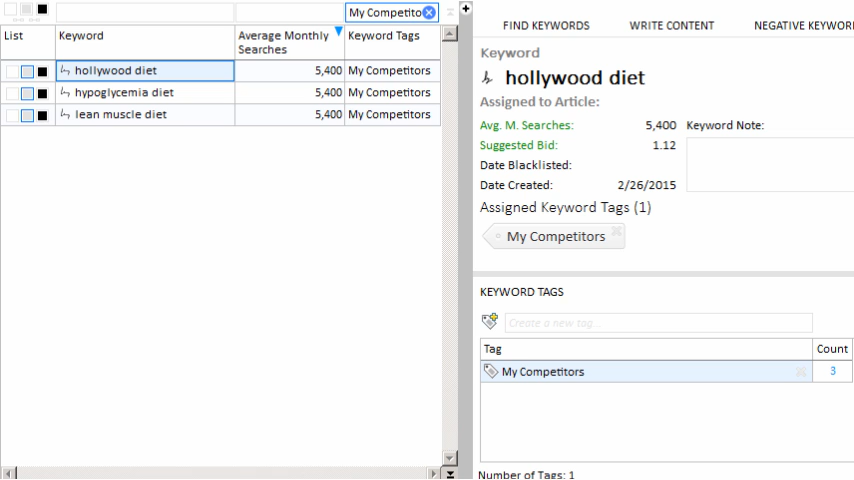 My Competito
List
Keyword
Average Monthly
Searches
Keyword Tags
hollywood diet
5,400
My Competitors
hypoglycemia diet
5,400
My Competitors
lean muscle diet
5,400
My Competitors
FIND KEYWORDS
WRITE CONTENT
NEGATIVE KEYWOR
Keyword
hollywood diet
Assigned to Article:
Avg. M. Searches:
5,400
Keyword Note:
Suggested Bid:
1.12
Date Blacklisted:
Date Created:
2/26/2015
Assigned Keyword Tags (1)
My Competitors
KEYWORD TAGS
Create a new tag...
Tag
Count
My Competitors
3
Number of Tags: 1